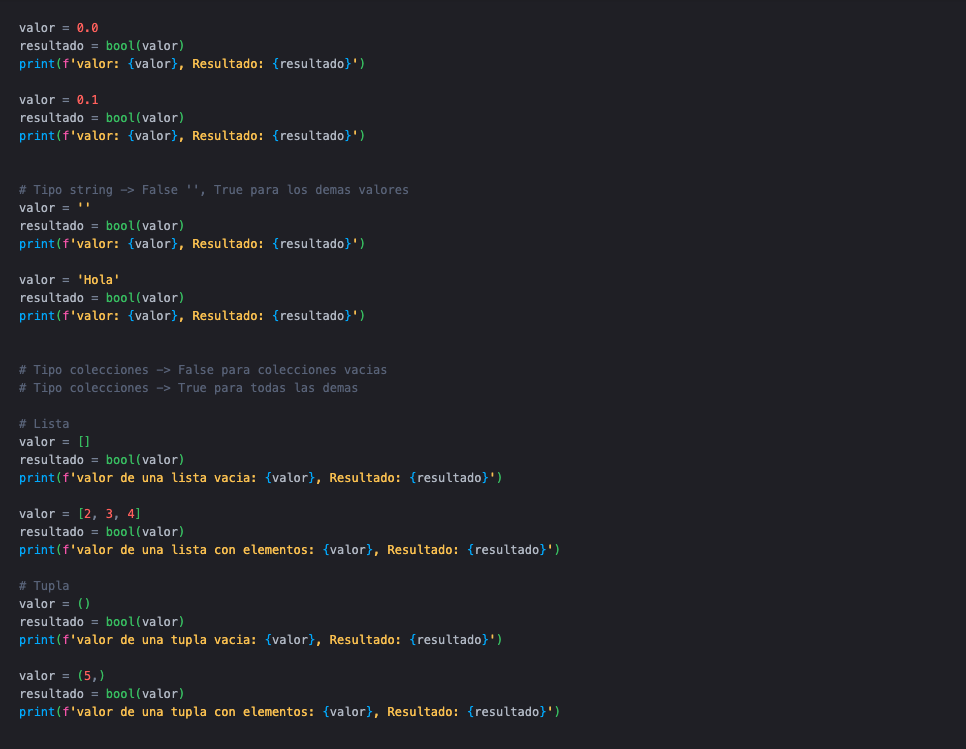 valor = 0.0
resultado = bool(valor)
print(f'valor: {valor}, Resultado: {resultado}')
valor = 0.1
resultado = bool(valor)
print(f'valor: {valor}, Resultado: {resultado}')
# Tipo string -> False '', True para los demas valores
valor = ''
resultado = bool(valor)
print(f'valor: {valor}, Resultado: {resultado}')
valor = 'Hola'
resultado = bool(valor)
print(f'valor: {valor}, Resultado: {resultado}')
# Tipo colecciones -> False para colecciones vacias
# Tipo colecciones -> True para todas las demas
# Lista
valor = []
resultado = bool(valor)
print(f'valor de una lista vacia: {valor}, Resultado: {resultado}')
valor = [2, 3, 4]
resultado = bool(valor)
print(f'valor de una lista con elementos: {valor}, Resultado: {resultado}')
# Tupla
valor = ()
resultado = bool(valor)
print(f'valor de una tupla vacia: {valor}, Resultado: {resultado}')
valor = (5,)
resultado = bool(valor)
print(f'valor de una tupla con elementos: {valor}, Resultado: {resultado}')